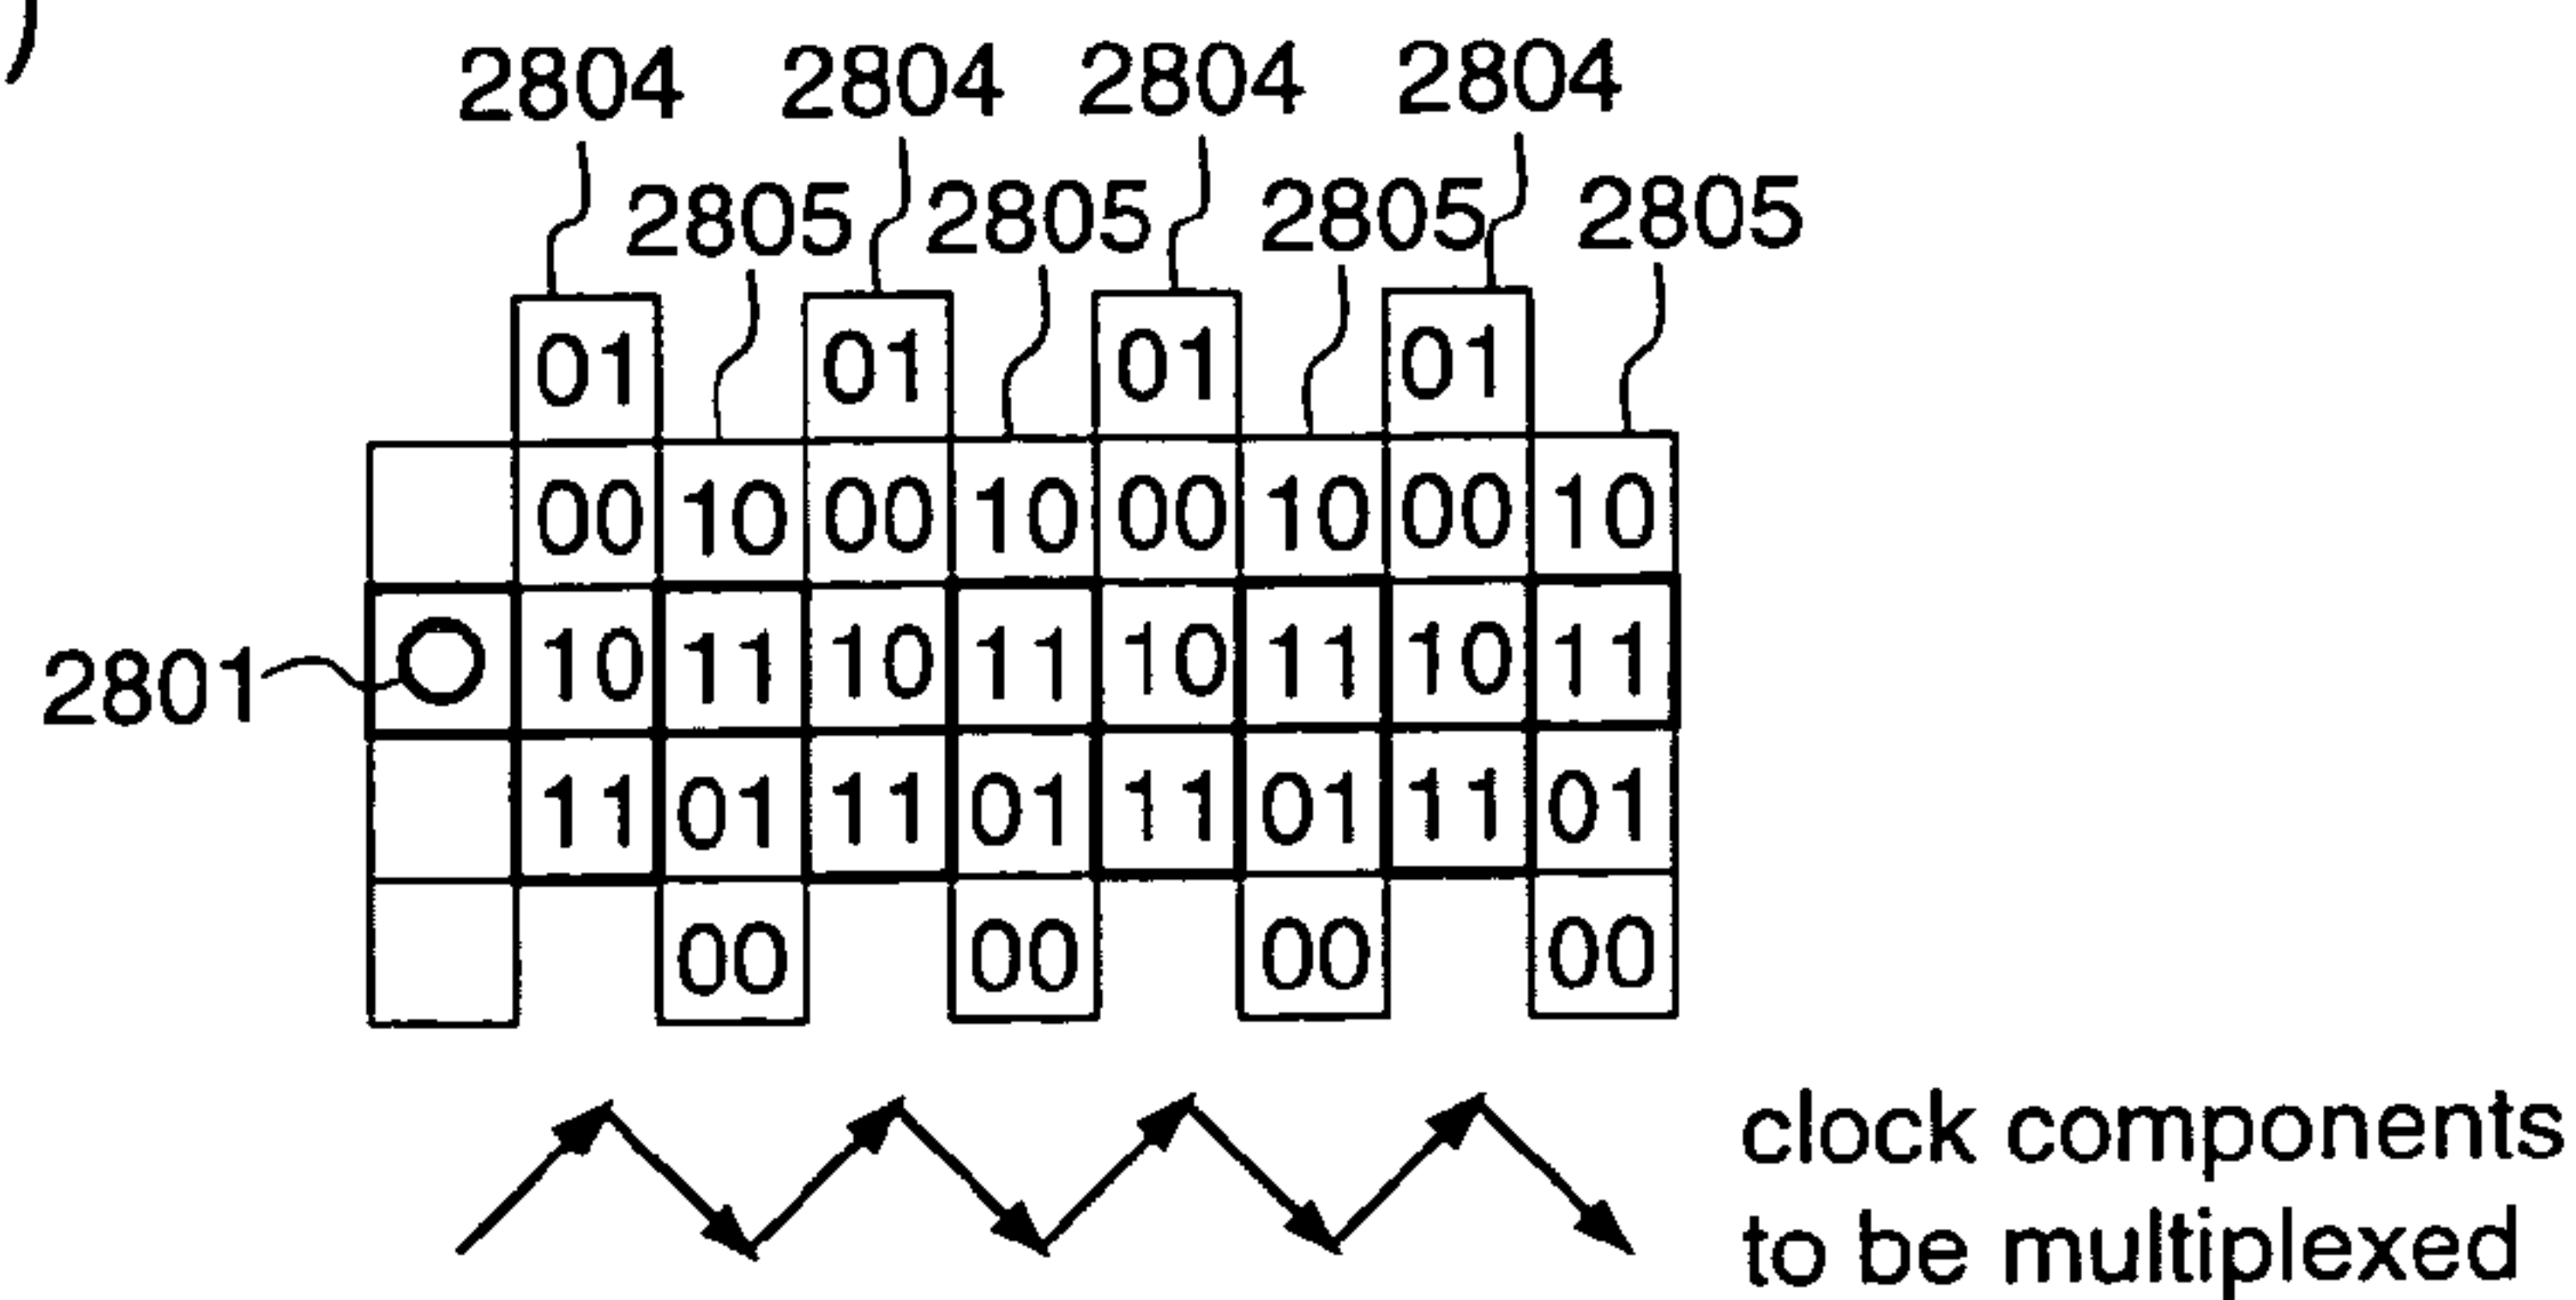 )
2804 2804 2804 2804
2805 2805 2805 2805
01 01 01 01
00 10 00 10 00 10 00 10
2801 10 11 10 11 10 11 10 11
11 01 11 01 11 01 11 01
00 00 00 00
clock components
to be multiplexed